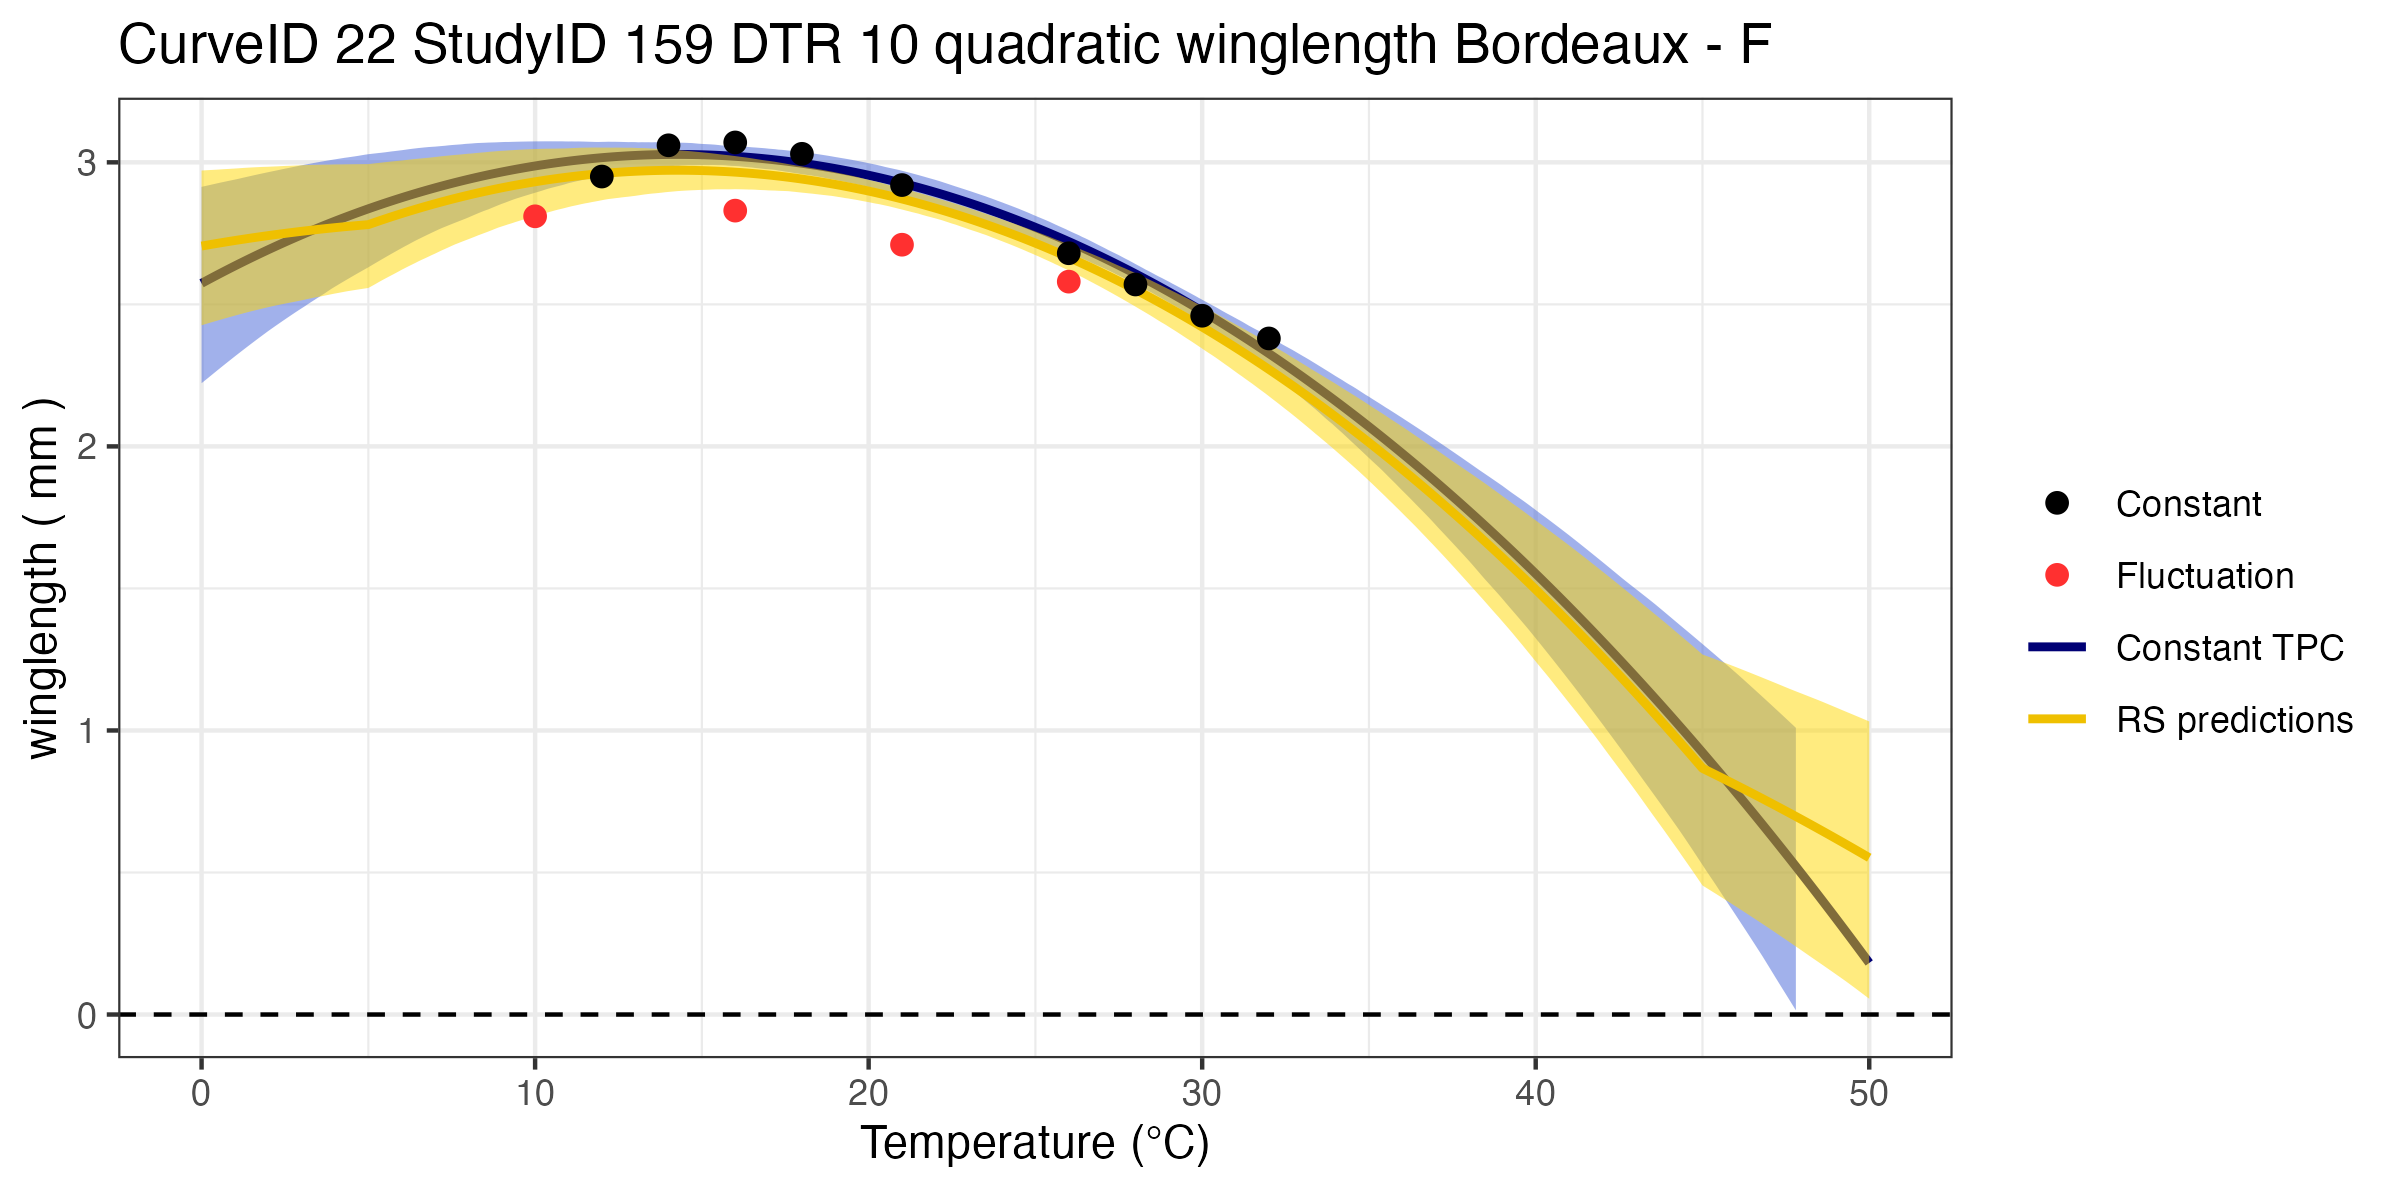 CurveID 22 StudyID 159 DTR 10 quadratic winglength Bordeaux - F
winglength ( mm )
3
2
1
0
0 10 20 30 40 50
Temperature (°C)
Constant
Fluctuation
Constant TPC
RS predictions